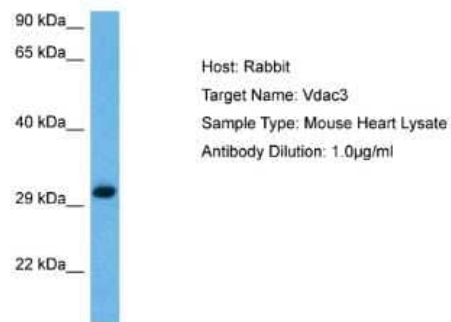 90 kDa
65 kDa
40 kDa
29 kDa
22 kDa
Host: Rabbit
Target Name: Vdac3
Sample Type: Mouse Heart Lysate
Antibody Dilution: 1.0µg/ml